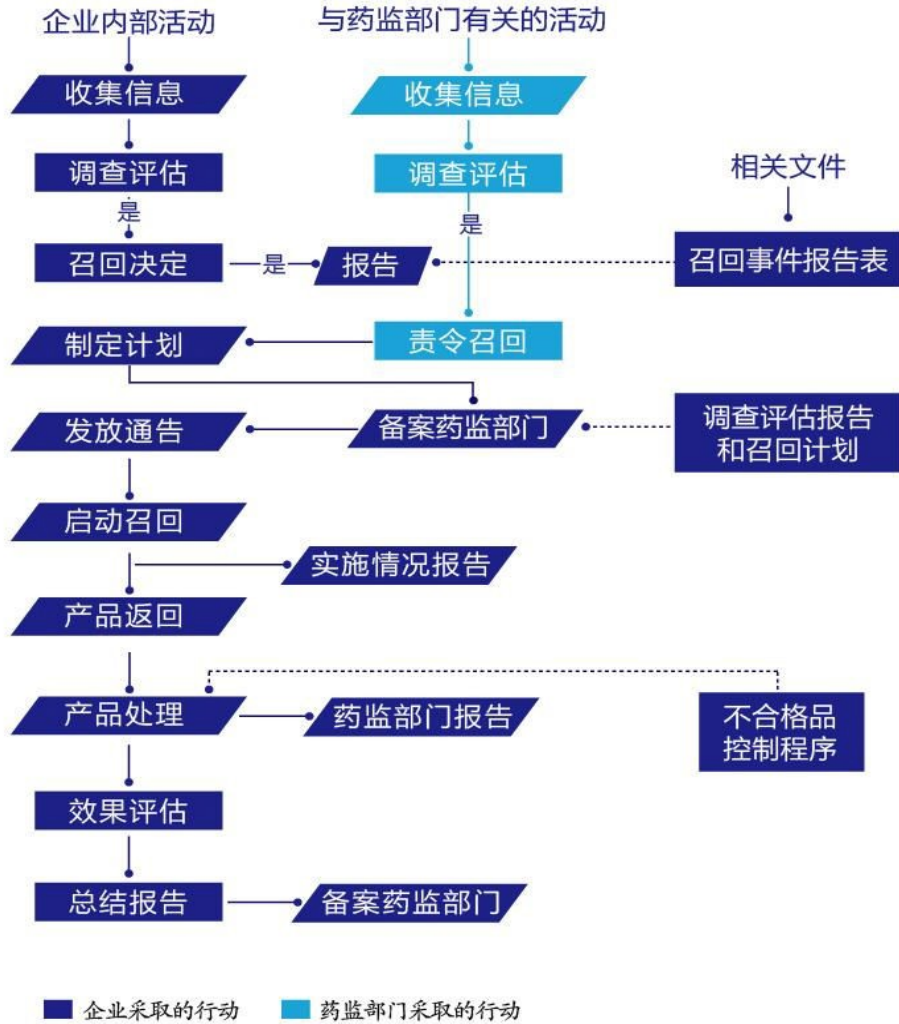 企业内部活动
与药监部门有关的活动
收集信息
收集信息
调查评估
调查评估
相关文件
是
是
召回决定
是
报告
召回事件报告表
制定计划
责令召回
发放通告
备案药监部门
调查评估报告
和召回计划
启动召回
实施情况报告
产品返回
产品处理
药监部门报告
不合格品
控制程序
效果评估
总结报告
备案药监部门
企业采取的行动
药监部门采取的行动